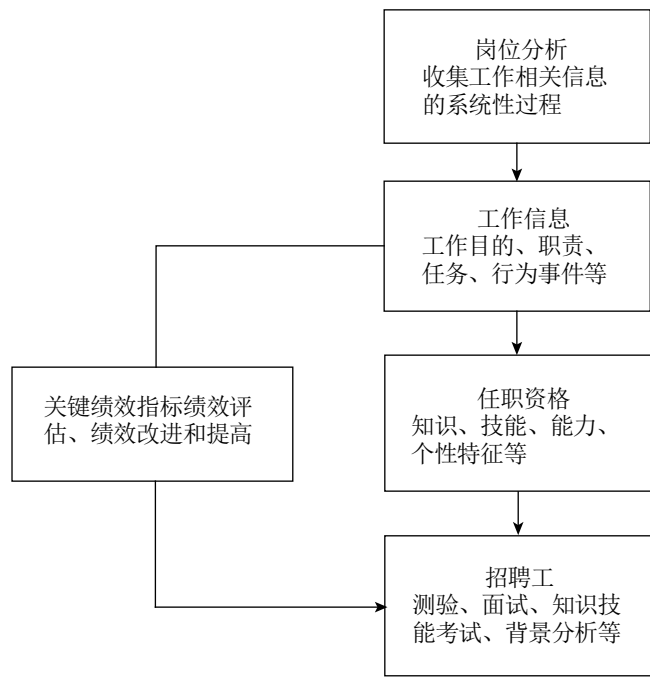 岗位分析
收集工作相关信息
的系统性过程
工作信息
工作目的、职责、
任务、行为事件等
关键绩效指标绩效评
估、绩效改进和提高
任职资格
知识、技能、能力、
个性特征等
招聘工
测验、面试、知识技
能考试、背景分析等